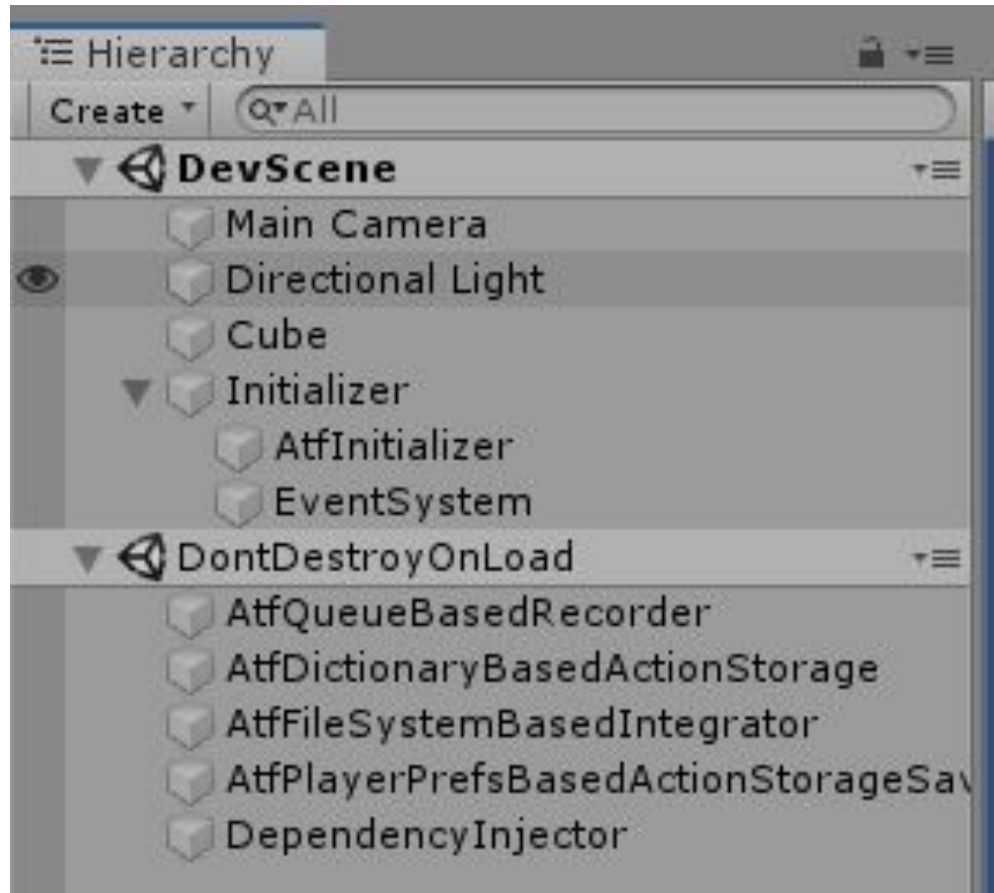 Hierarchy
Create All
DevScene
Main Camera
Directional Light
Cube
Initializer
AtfInitializer
EventSystem
DontDestroyOnLoad
AtfQueueBasedRecorder
AtfDictionaryBasedActionStorage
AtfFileSystemBasedIntegrator
AtfPlayerPrefsBasedActionStorageSav
DependencyInjector